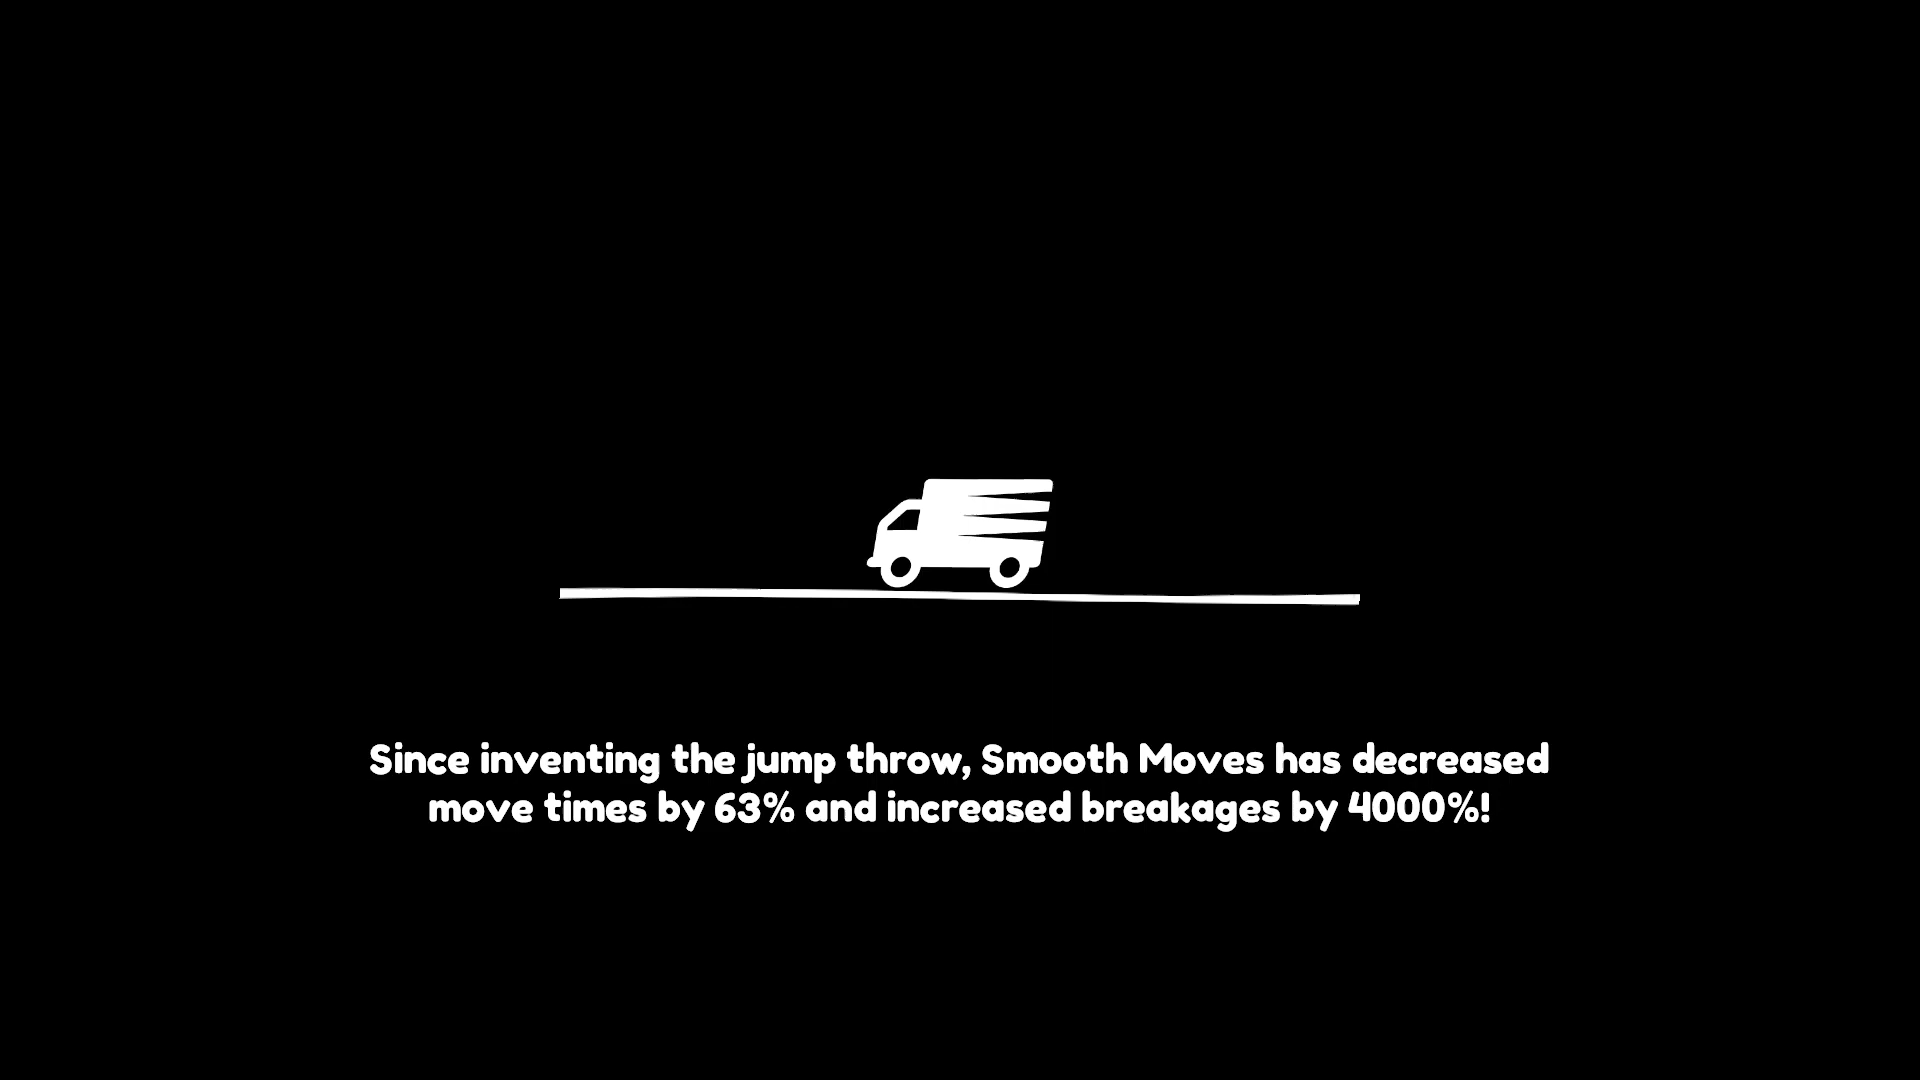 Since inventing the jump throw, Smooth Moves has decreased
move times by 63% and increased breakages by 4000%!